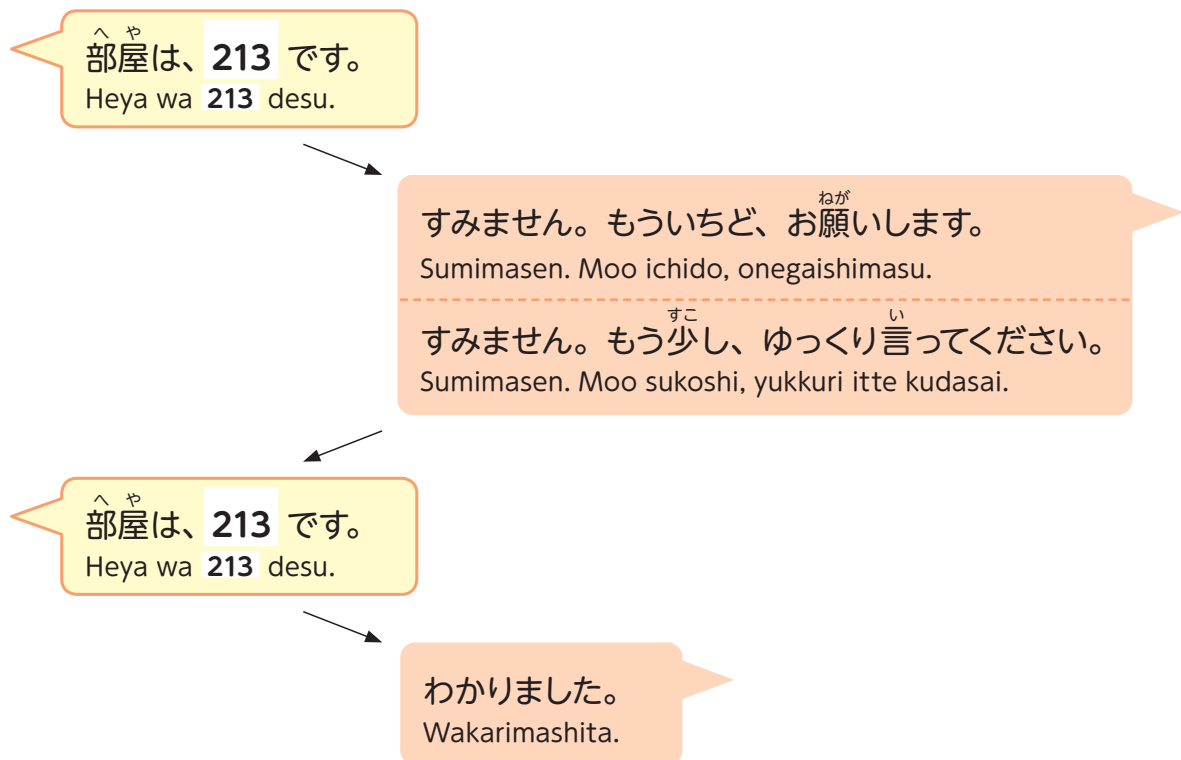 へや
部屋は、 213 です。
Heya wa 213 desu.
ねが
すみません。もういちど、お願いします。
Sumimasen. Moo ichido, onegaishimasu.
すこ い
すみません。もう少し、ゆっくり言ってください。
Sumimasen. Moo sukoshi, yukkuri itte kudasai.
へや
部屋は、 213 です。
Heya wa 213 desu.
わかりました。
Wakarimashita.